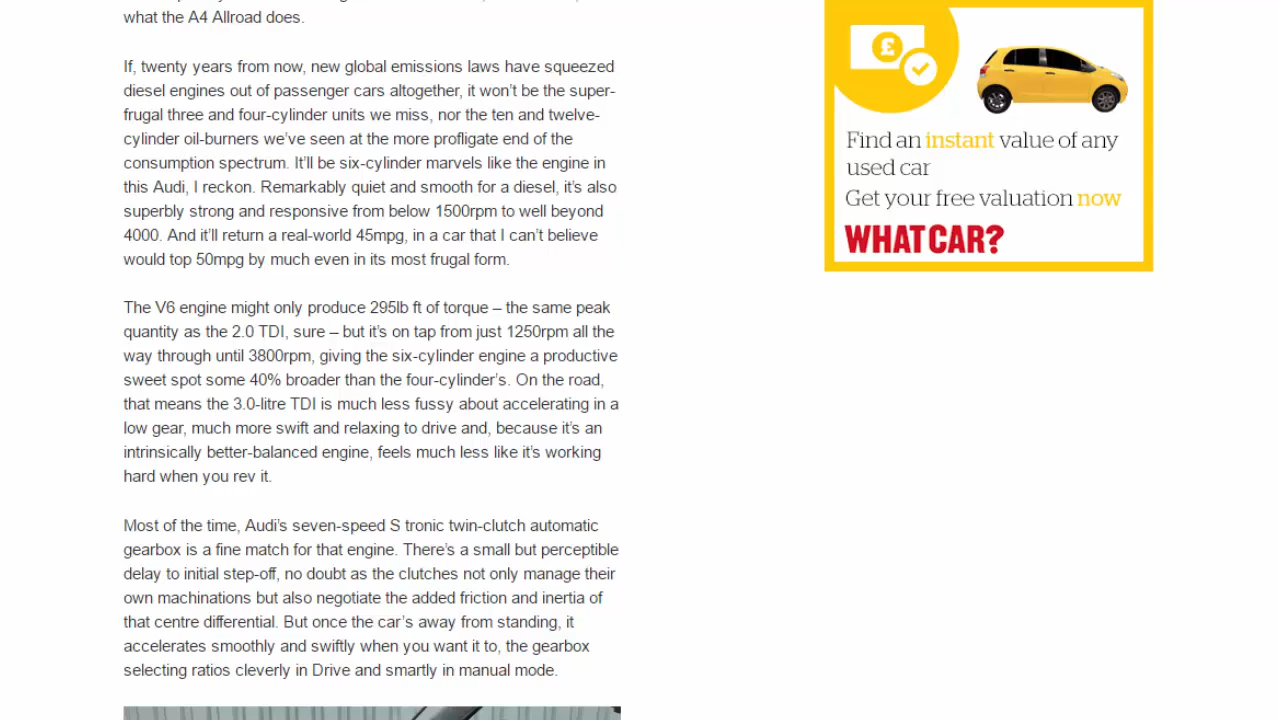 what the A4 Allroad does.
If, twenty years from now, new global emissions laws have squeezed
diesel engines out of passenger cars altogether, it won't be the super-
frugal three and four-cylinder units we miss, nor the ten and twelve-
cylinder oil-burners we've seen at the more profligate end of the
consumption spectrum. It'll be six-cylinder marvels like the engine in
this Audi, I reckon. Remarkably quiet and smooth for a diesel, it's also
superbly strong and responsive from below 1500rpm to well beyond
4000. And it'll return a real-world 45mpg, in a car that I can't believe
would top 50mpg by much even in its most frugal form.
The V6 engine might only produce 295lb ft of torque – the same peak
quantity as the 2.0 TDI, sure – but it's on tap from just 1250rpm all the
way through until 3800rpm, giving the six-cylinder engine a productive
sweet spot some 40% broader than the four-cylinder's. On the road,
that means the 3.0-litre TDI is much less fussy about accelerating in a
low gear, much more swift and relaxing to drive and, because it's an
intrinsically better-balanced engine, feels much less like it's working
hard when you rev it.
Most of the time, Audi's seven-speed S tronic twin-clutch automatic
gearbox is a fine match for that engine. There's a small but perceptible
delay to initial step-off, no doubt as the clutches not only manage their
own machinations but also negotiate the added friction and inertia of
that centre differential. But once the car's away from standing, it
accelerates smoothly and swiftly when you want it to, the gearbox
selecting ratios cleverly in Drive and smartly in manual mode.
£
Find an instant value of any
used car
Get your free valuation now
WHAT CAR?